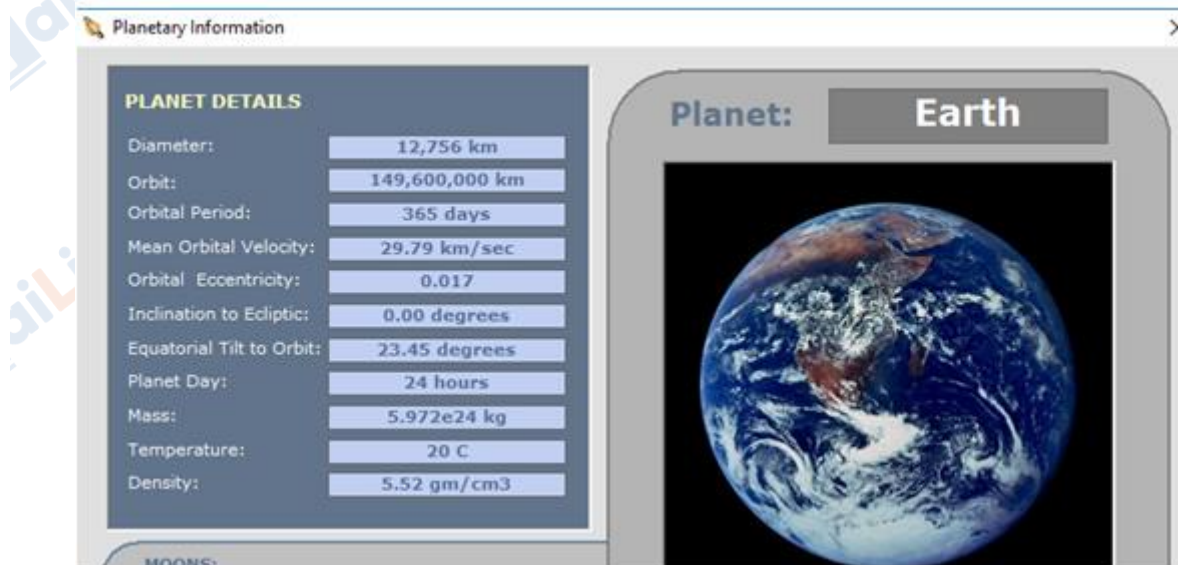 Planetary Information
PLANET DETAILS
Diameter: 12,756 km
Orbit: 149,600,000 km
Orbital Period: 365 days
Mean Orbital Velocity: 29.79 km/sec
Orbital Eccentricity: 0.017
Inclination to Ecliptic: 0.00 degrees
Equatorial Tilt to Orbit: 23.45 degrees
Planet Day: 24 hours
Mass: 5.972e24 kg
Temperature: 20 C
Density: 5.52 gm/cm3
MOONS:
Planet: Earth